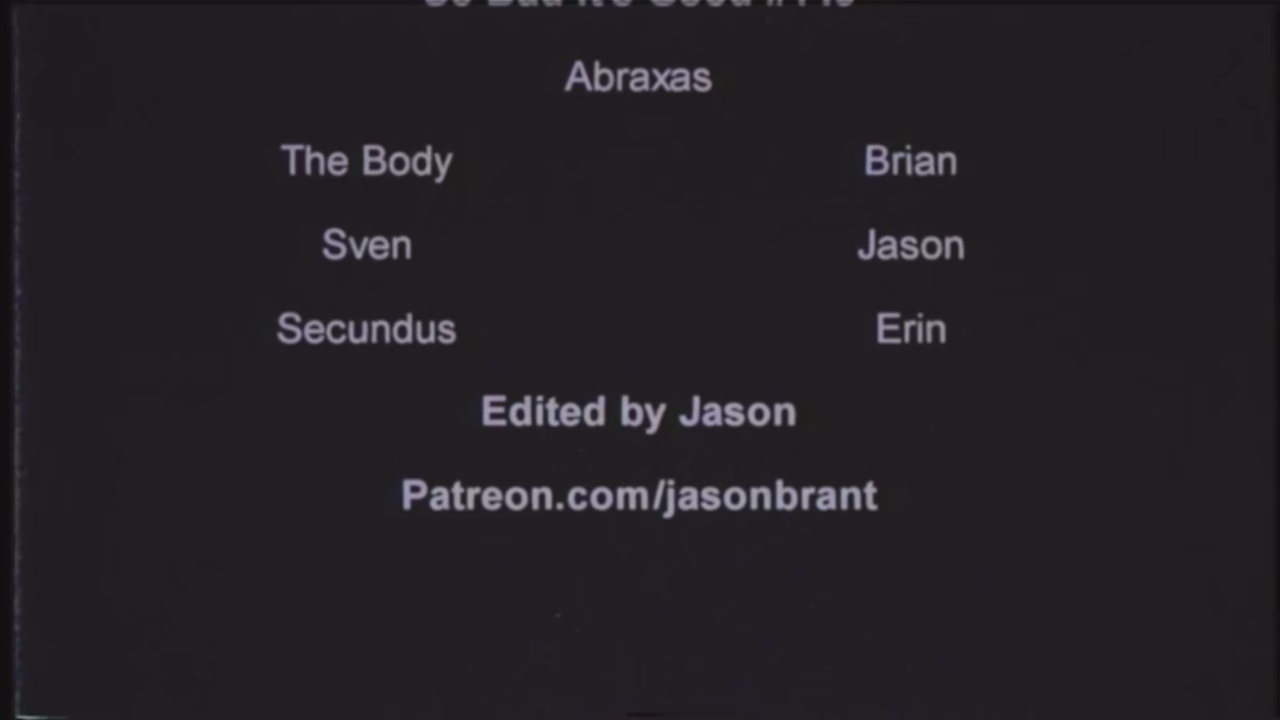 Abraxas
The Body Brian
Sven Jason
Secundus Erin
Edited by Jason
Patreon.com/jasonbrant